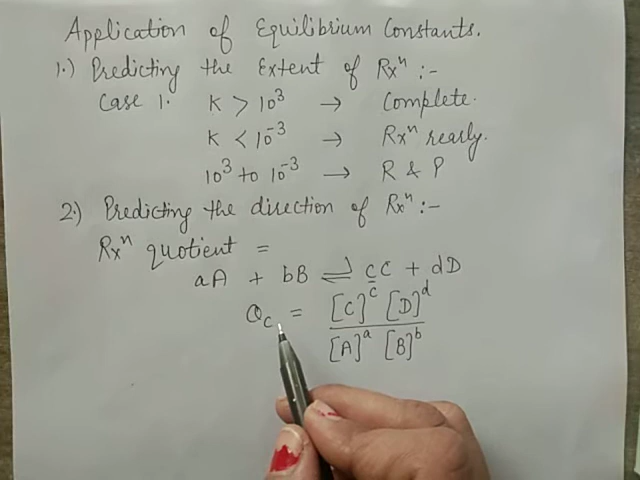 Application of Equilibrium Constants.
1.) Predicting the Extent of Rxⁿ :-
Case 1. K > 10³ → Complete.
K < 10⁻³ → Rxⁿ rearly.
10³ to 10⁻³ → R & P
2.) Predicting the direction of Rxⁿ :-
Rxⁿ quotient =
aA + bB ⇌ cC + dD
Qc = [C]ᶜ [D]ᵈ / [A]ᵃ [B]ᵇ